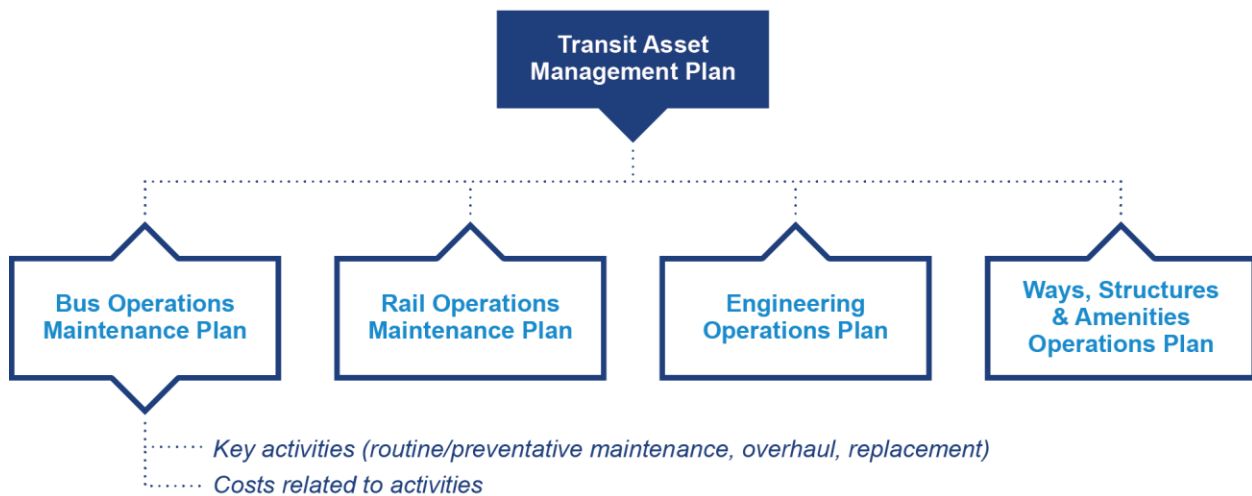 Transit Asset
Management Plan
Bus Operations
Maintenance Plan
Rail Operations
Maintenance Plan
Engineering
Operations Plan
Ways, Structures
& Amenities
Operations Plan
Key activities (routine/preventative maintenance, overhaul, replacement)
Costs related to activities